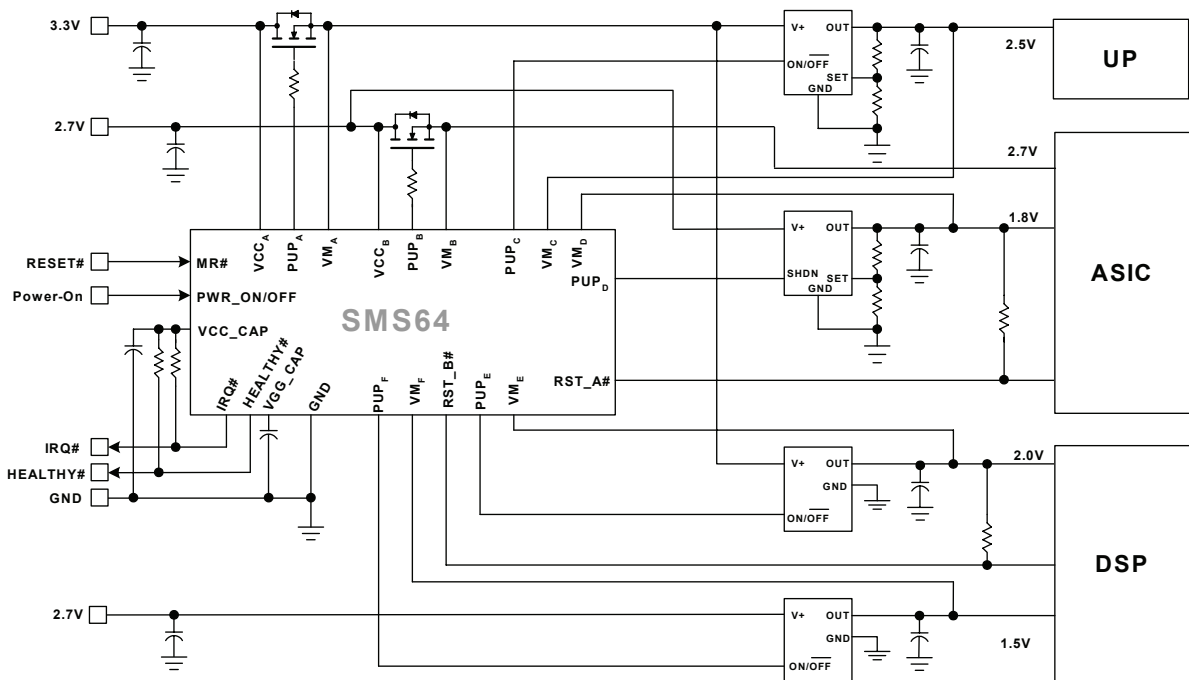 3.3V
V+
OUT
2.5V
UP
ON/OFF
SET
GND
2.7V
2.7V
1.8V
ASIC
VCC_A
PUP_A
VM_A
VCC_B
PUP_B
VM_B
PUP_C
VM_C
VM_D
V+
OUT
RESET#
MR#
PUP_D
SHDN
SET
GND
Power-On
PWR_ON/OFF
SMS64
VCC_CAP
IRQ#
HEALTHY#
VGG_CAP
GND
PUP_F
VM_F
RST_B#
PUP_E
VM_E
RST_A#
IRQ#
HEALTHY#
GND
V+
OUT
2.0V
GND
ON/OFF
DSP
2.7V
V+
OUT
GND
1.5V
ON/OFF